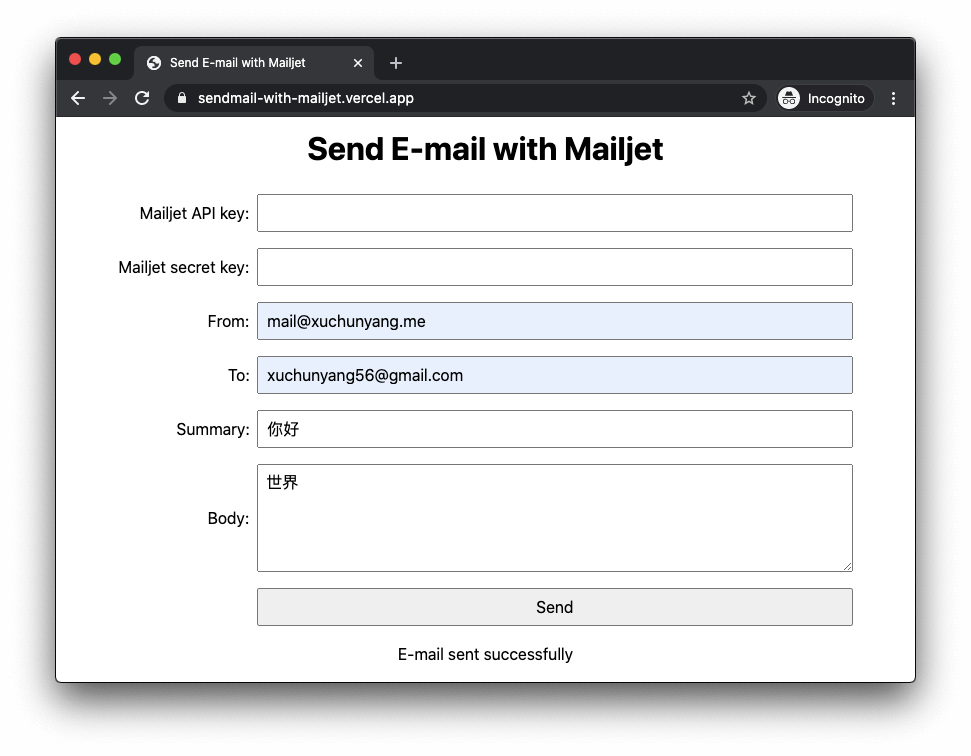 Send E-mail with Mailjet
sendmail-with-mailjet.vercel.app
Incognito
Send E-mail with Mailjet
Mailjet API key:
Mailjet secret key:
From: mail@xuchunyang.me
To: xuchunyang56@gmail.com
Summary: 你好
Body: 世界
Send
E-mail sent successfully